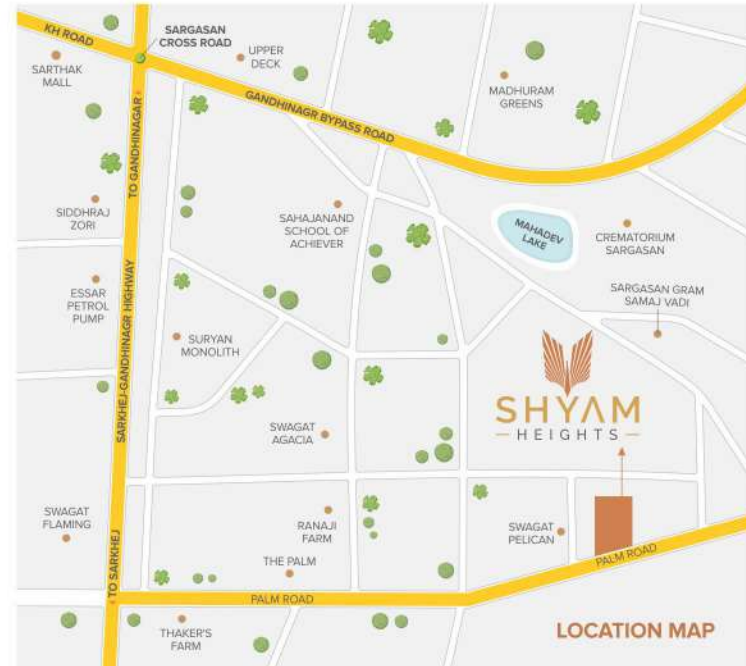 KH ROAD
SARGASAN
CROSS ROAD
SARTHAK
MALL
UPPER
DECK
MADHURAM
GREENS
GANDHINAGR BYPASS ROAD
TO GANDHINAGAR
SIDDHRAJ
ZORI
SAHAJANAND
SCHOOL OF
ACHIEVER
MAHADEV
LAKE
CREMATORIUM
SARGASAN
ESSAR
PETROL
PUMP
SARKHEJ-GANDHINAGR HIGHWAY
SARGASAN GRAM
SAMAJ VADI
SURYAN
MONOLITH
SHYAM
- HEIGHTS -
SWAGAT
AGACIA
SWAGAT
FLAMING
RANAJI
FARM
SWAGAT
PELICAN
THE PALM
PALM ROAD
TO SARKHEJ
PALM ROAD
THAKER'S
FARM
LOCATION MAP